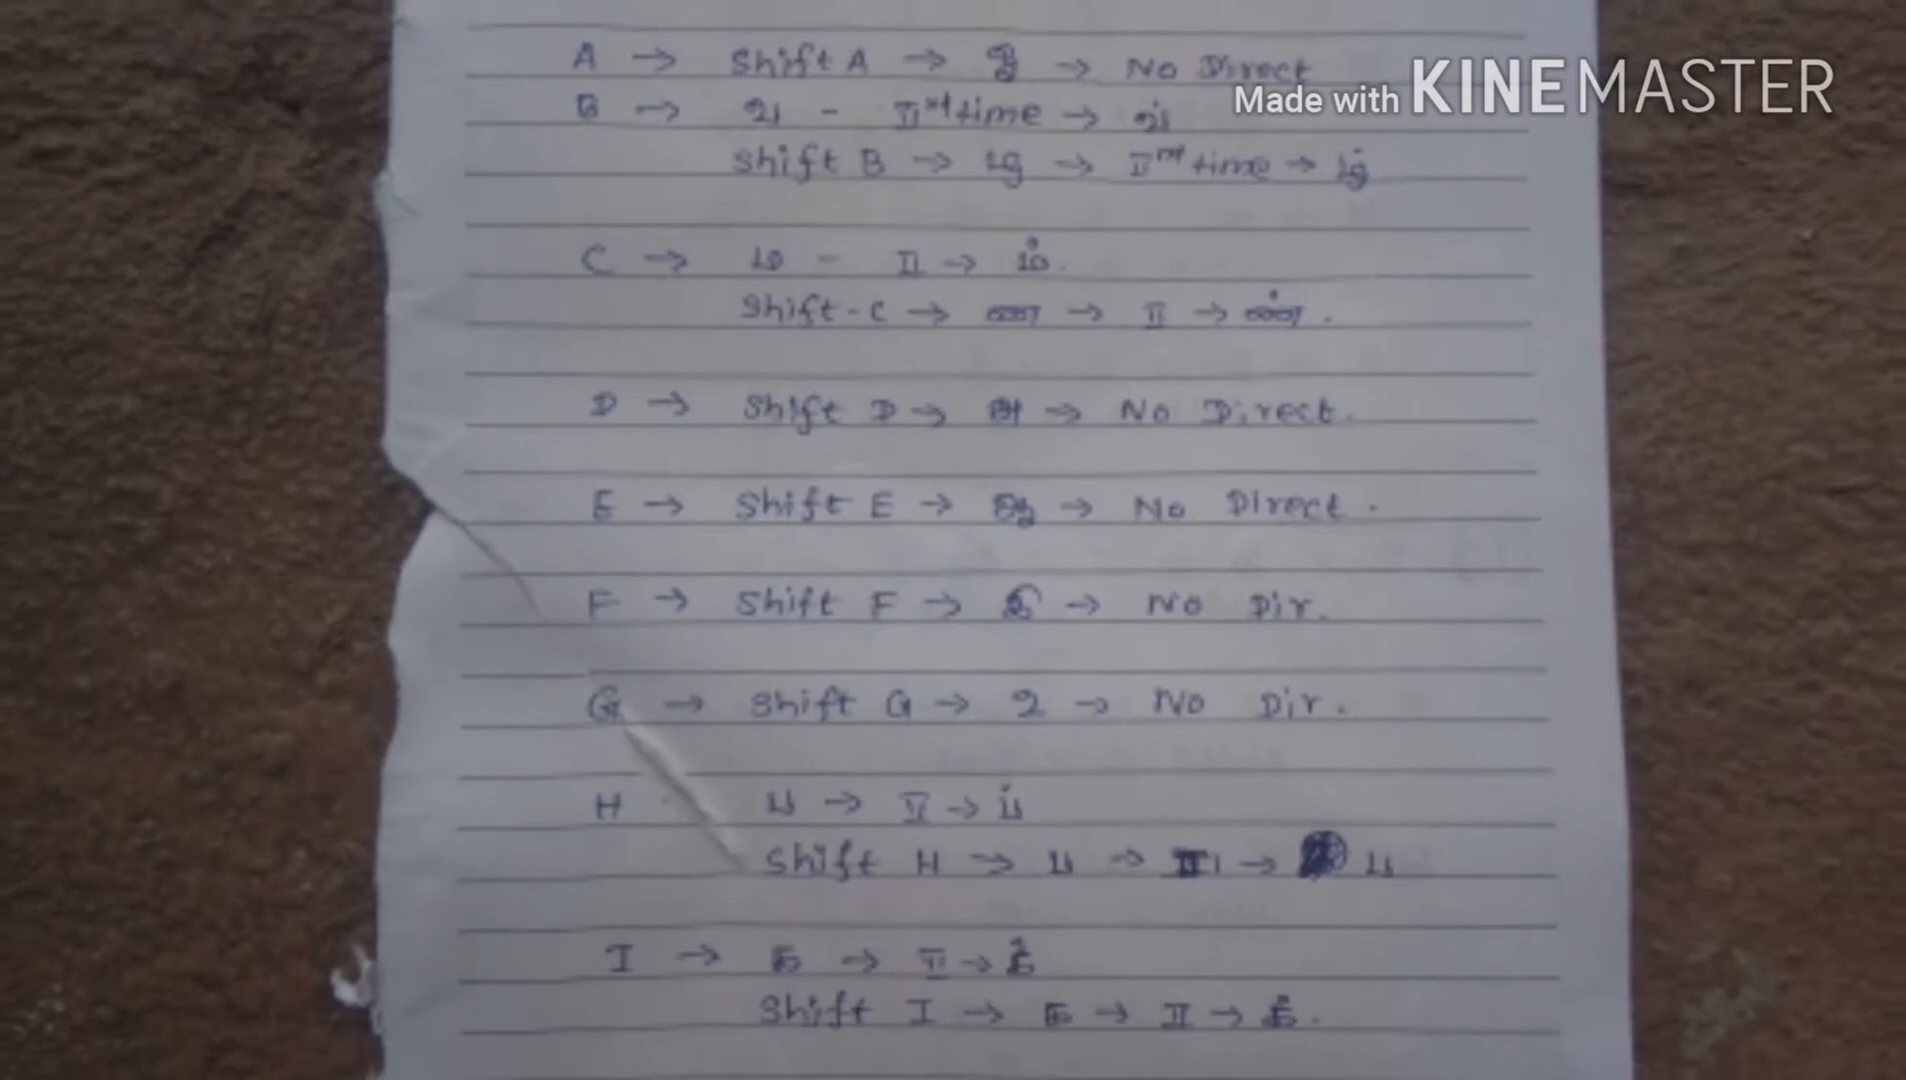 A → Shift A → ஆ → No Direct
Made with KINEMASTER
B → வ - IInd time → வ்
Shift B → ழ → IInd time → ழ்
C → ம - II → ம்.
Shift - C → ண → II → ண்.
D → Shift D → அ → No Direct.
E → Shift E → No Direct.
F → Shift F → No Dir.
G → Shift G → உ → No Dir.
H ப → II → ப்
Shift H → → II →
I → → II →
Shift I → → II →